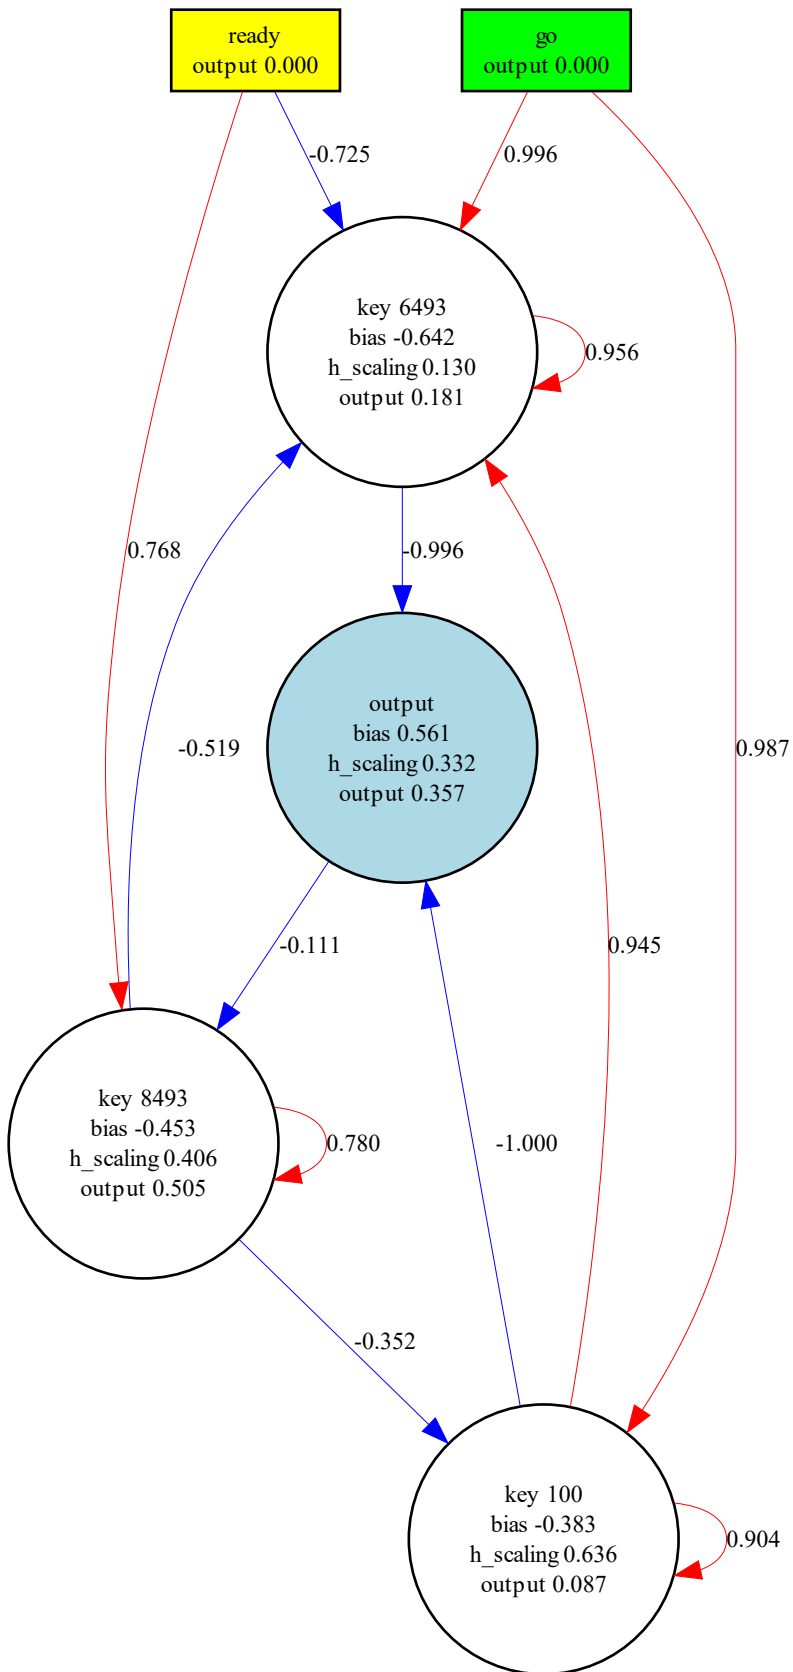 ready
output 0.000
go
output 0.000
-0.725
0.996
key 6493
bias -0.642
h_scaling 0.130
output 0.181
0.956
0.768
-0.996
output
bias 0.561
h_scaling 0.332
output 0.357
-0.519
0.987
-0.111
0.945
key 8493
bias -0.453
h_scaling 0.406
output 0.505
0.780
-1.000
-0.352
key 100
bias -0.383
h_scaling 0.636
output 0.087
0.904